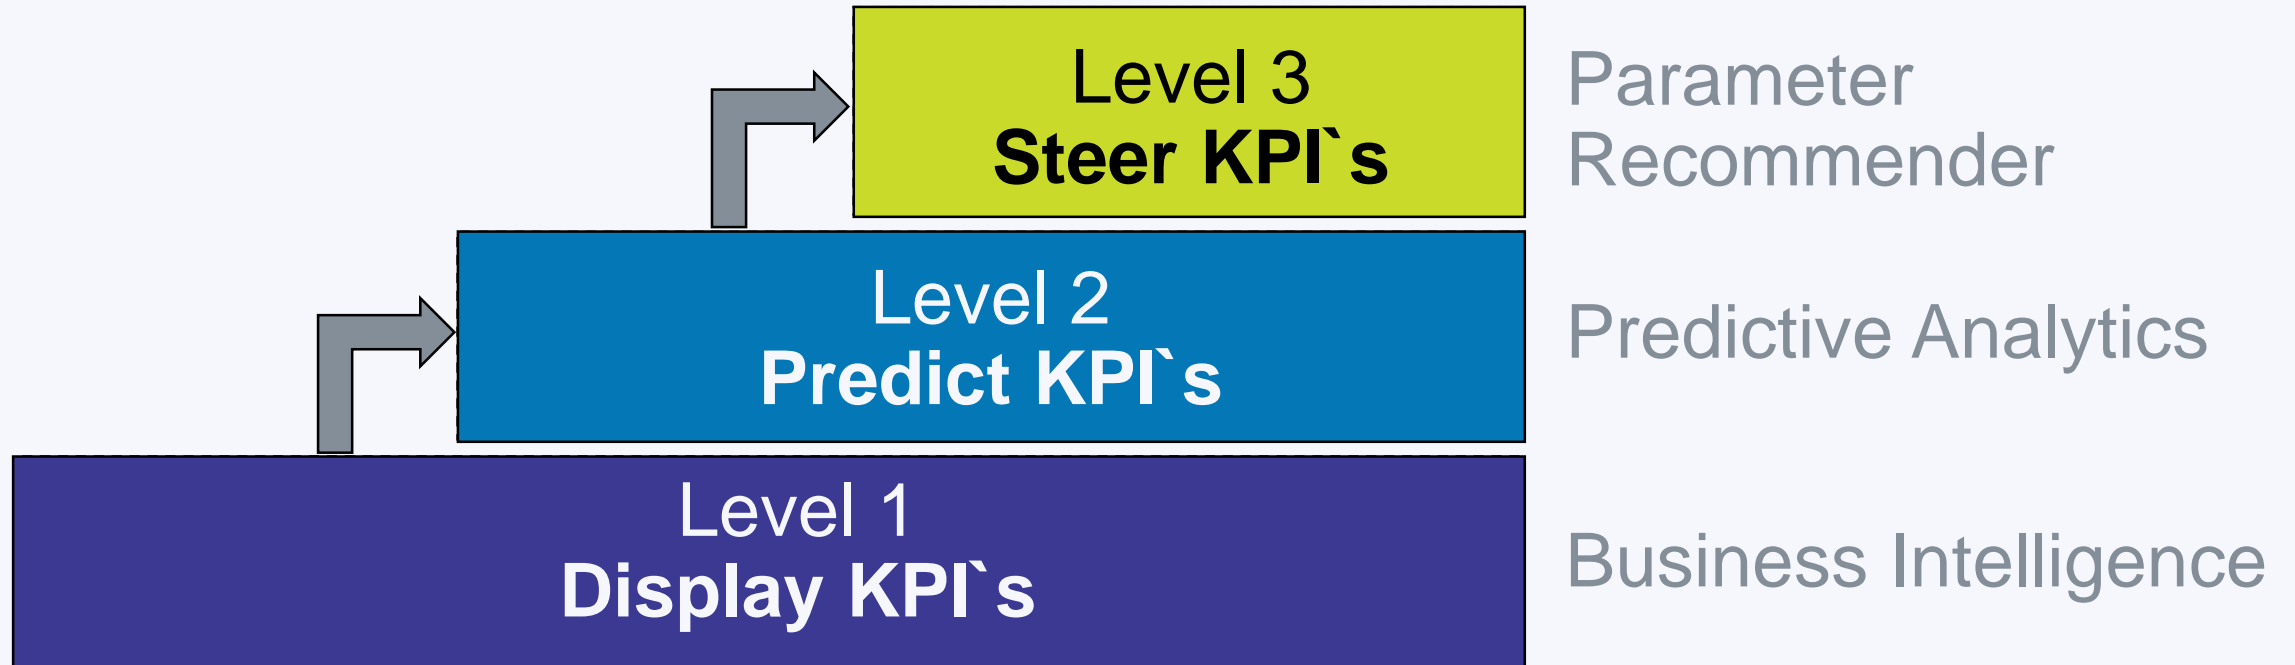 Level 3
Steer KPI`s
Parameter
Recommender
Level 2
Predict KPI`s
Predictive Analytics
Level 1
Display KPI`s
Business Intelligence